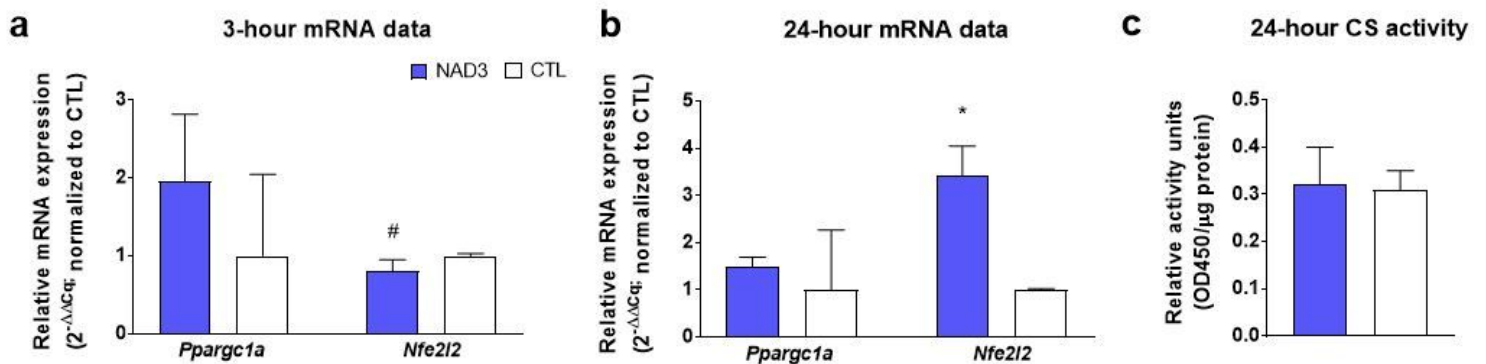 a
3-hour mRNA data
NAD3 CTL
Relative mRNA expression
(2-ΔΔCq; normalized to CTL)
3
2
1
0
#
Ppargc1a Nfe2l2
b
24-hour mRNA data
Relative mRNA expression
(2-ΔΔCq; normalized to CTL)
5
4
3
2
1
0
*
Ppargc1a Nfe2l2
c
24-hour CS activity
Relative activity units
(OD450/μg protein)
0.5
0.4
0.3
0.2
0.1
0.0